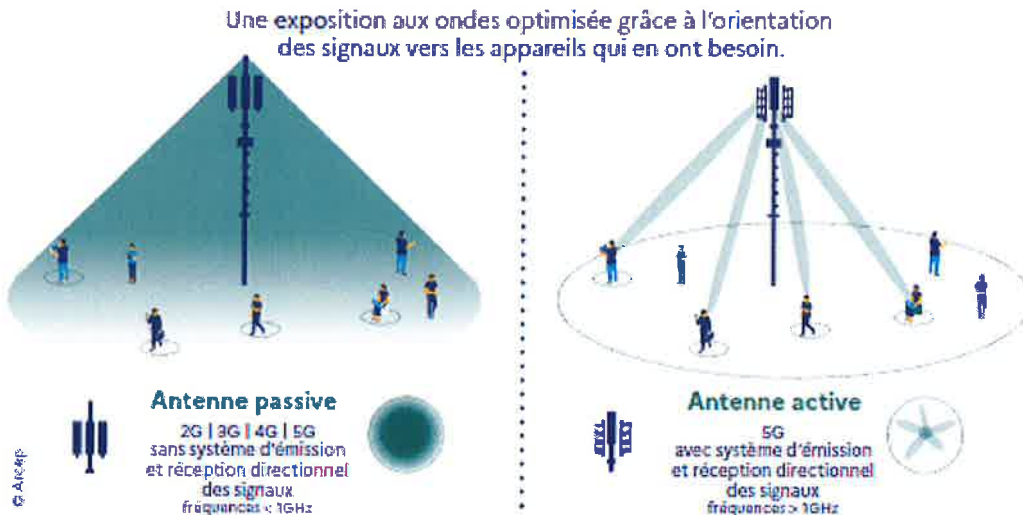 Une exposition aux ondes optimisée grâce à l'orientation
des signaux vers les appareils qui en ont besoin.
Antenne passive
2G | 3G | 4G | 5G
sans système d'émission
et réception directionnel
des signaux
fréquences < 1GHz
Antenne active
5G
avec système d'émission
et réception directionnel
des signaux
fréquences > 1GHz
© Arcep